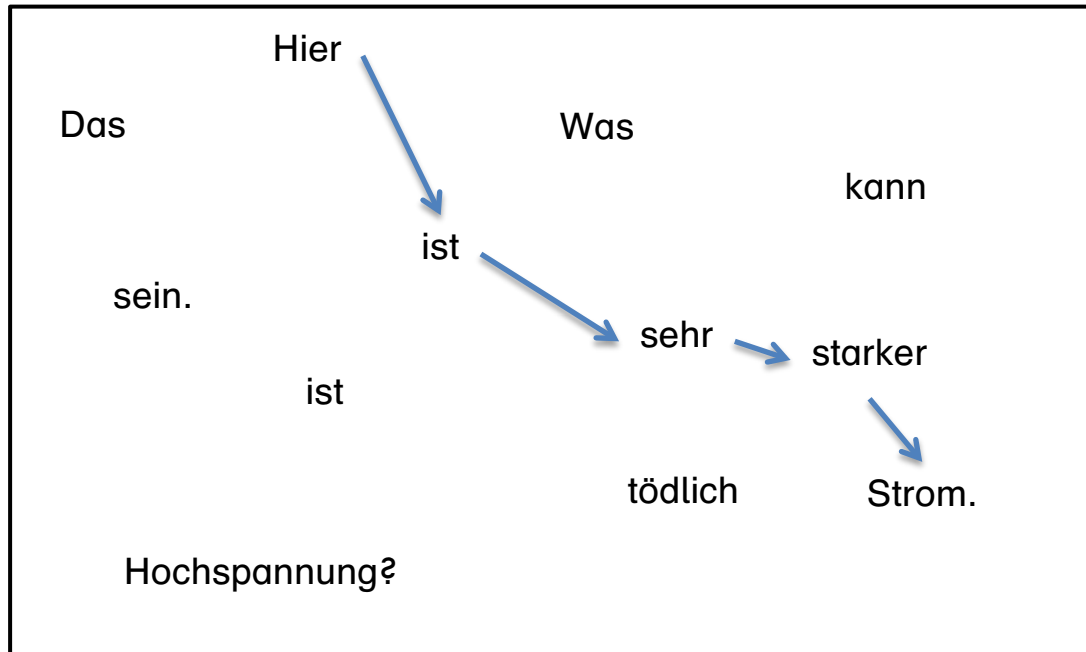 Hier
Das
Was
kann
ist
sein.
sehr
starker
ist
tödlich
Strom.
Hochspannung?